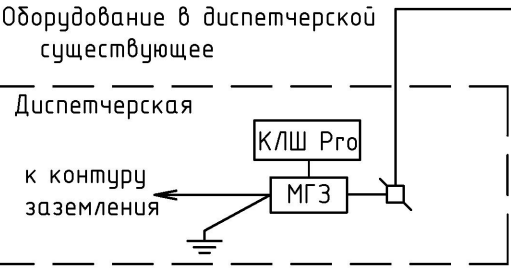 Оборудование в диспетчерской
существующее
Диспетчерская
КЛШ Pro
к контуру
заземления
МГЗ